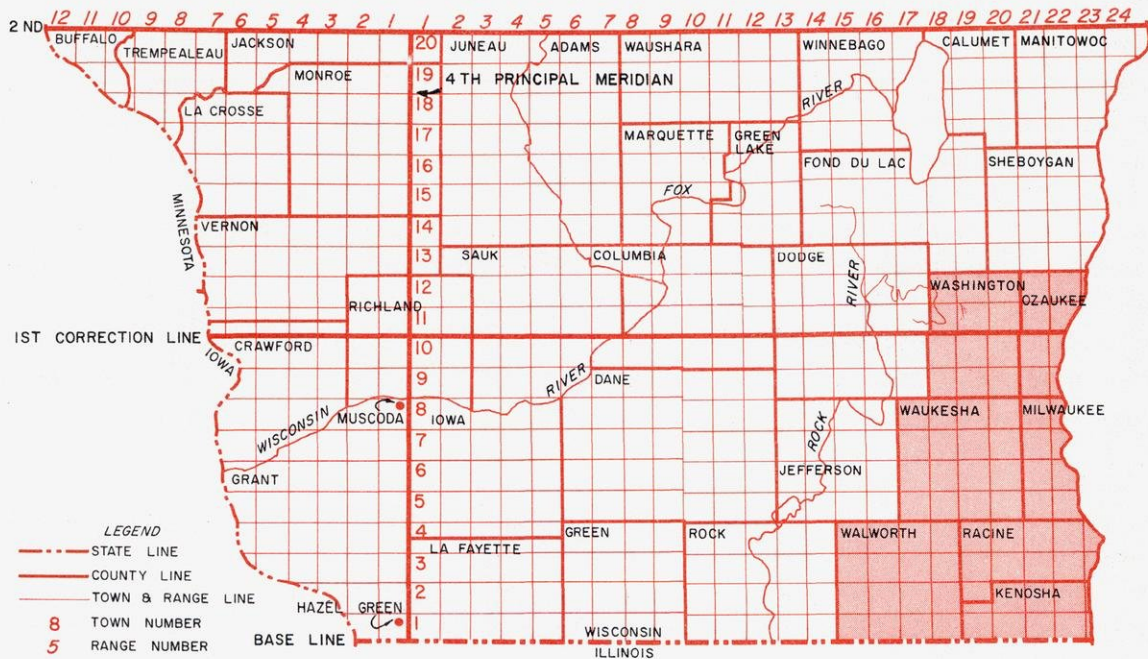 12 11 10 9 8 7 6 5 4 3 2 1 1 2 3 4 5 6 7 8 9 10 11 12 13 14 15 16 17 18 19 20 21 22 23 24
2 ND
BUFFALO
TREMPEALEAU
JACKSON
MONROE
LA CROSSE
20
JUNEAU
ADAMS
WAUSHARA
WINNEBAGO
CALUMET
MANITOWOC
19
4 TH PRINCIPAL MERIDIAN
18
RIVER
17
MARQUETTE
GREEN
LAKE
FOND DU LAC
SHEBOYGAN
16
15
FOX
MINNESOTA
VERNON
14
13
SAUK
COLUMBIA
DODGE
RIVER
12
RICHLAND
11
WASHINGTON
OZAUKEE
1ST CORRECTION LINE
IOWA
CRAWFORD
10
9
RIVER
DANE
WISCONSIN
MUSCODA
8
IOWA
WAUKESHA
MILWAUKEE
7
ROCK
6
GRANT
JEFFERSON
5
4
LA FAYETTE
GREEN
ROCK
WALWORTH
RACINE
3
2
KENOSHA
HAZEL GREEN
1
BASE LINE
WISCONSIN
ILLINOIS
LEGEND
STATE LINE
COUNTY LINE
TOWN & RANGE LINE
8 TOWN NUMBER
5 RANGE NUMBER